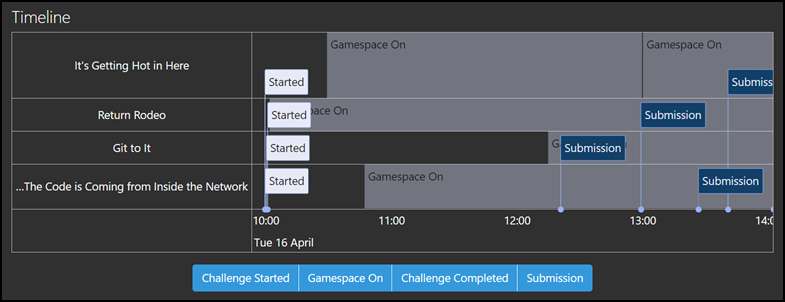 Timeline
It's Getting Hot in Here
Gamespace On
Gamespace On
Started
Submiss
Return Rodeo
Started
pace On
Submission
Git to It
Started
G
Submission
...The Code is Coming from Inside the Network
Started
Gamespace On
Submission
10:00 11:00 12:00 13:00 14:0
Tue 16 April
Challenge Started Gamespace On Challenge Completed Submission